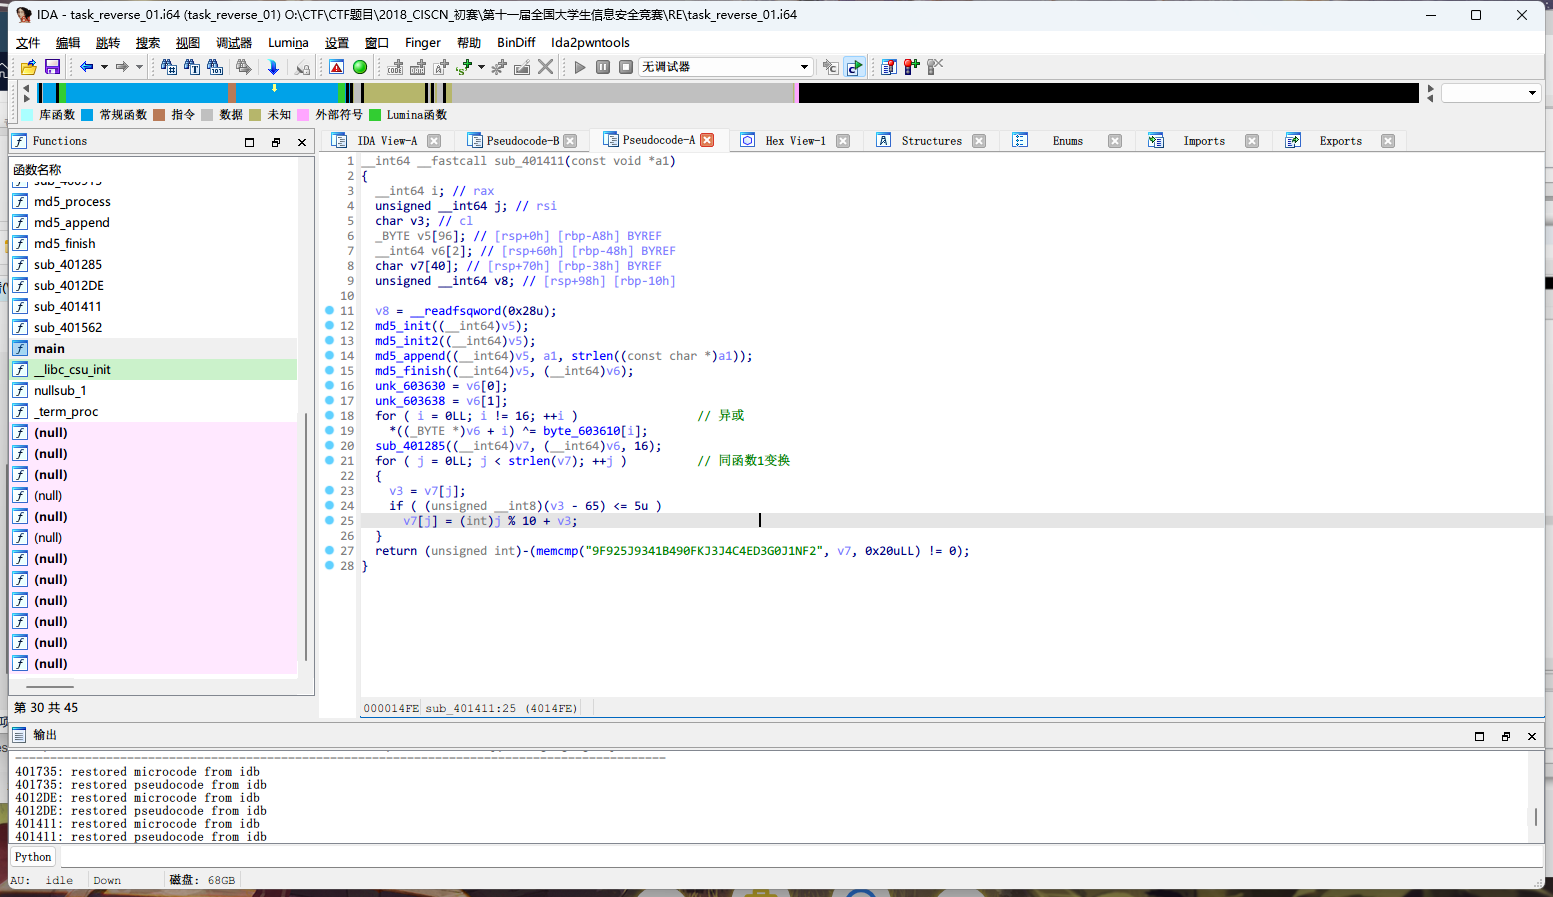 IDA - task_reverse_01.i64 (task_reverse_01) O:\CTF\CTF题目\2018_CISCN_初赛\第十一届全国大学生信息安全竞赛\RE\task_reverse_01.i64
文件 编辑 跳转 搜索 视图 调试器 Lumina 设置 窗口 Finger 帮助 BinDiff Ida2pwntools
无调试器
库函数 常规函数 指令 数据 未知 外部符号 Lumina函数
Functions
函数名称
md5_process
md5_append
md5_finish
sub_401285
sub_4012DE
sub_401411
sub_401562
main
__libc_csu_init
nullsub_1
_term_proc
(null)
(null)
(null)
(null)
(null)
(null)
(null)
(null)
(null)
(null)
(null)
(null)
第 30 共 45
IDA View-A Pseudocode-B Pseudocode-A Hex View-1 Structures Enums Imports Exports
1 __int64 __fastcall sub_401411(const void *a1)
2 {
3 __int64 i; // rax
4 unsigned __int64 j; // rsi
5 char v3; // cl
6 _BYTE v5[96]; // [rsp+0h] [rbp-A8h] BYREF
7 __int64 v6[2]; // [rsp+60h] [rbp-48h] BYREF
8 char v7[40]; // [rsp+70h] [rbp-38h] BYREF
9 unsigned __int64 v8; // [rsp+98h] [rbp-10h]
10
11 v8 = __readfsqword(0x28u);
12 md5_init((__int64)v5);
13 md5_init2((__int64)v5);
14 md5_append((__int64)v5, a1, strlen((const char *)a1));
15 md5_finish((__int64)v5, (__int64)v6);
16 unk_603630 = v6[0];
17 unk_603638 = v6[1];
18 for ( i = 0LL; i != 16; ++i ) // 异或
19 *((_BYTE *)v6 + i) ^= byte_603610[i];
20 sub_401285((__int64)v7, (__int64)v6, 16);
21 for ( j = 0LL; j < strlen(v7); ++j ) // 同函数1变换
22 {
23 v3 = v7[j];
24 if ( (unsigned __int8)(v3 - 65) <= 5u )
25 v7[j] = (int)j % 10 + v3;
26 }
27 return (unsigned int)-(memcmp("9F925J9341B490FKJ3J4C4ED3G0J1NF2", v7, 0x20uLL) != 0);
28 }
000014FE sub_401411:25 (4014FE)
输出
401735: restored microcode from idb
401735: restored pseudocode from idb
4012DE: restored microcode from idb
4012DE: restored pseudocode from idb
401411: restored microcode from idb
401411: restored pseudocode from idb
Python
AU: idle Down 磁盘: 68GB